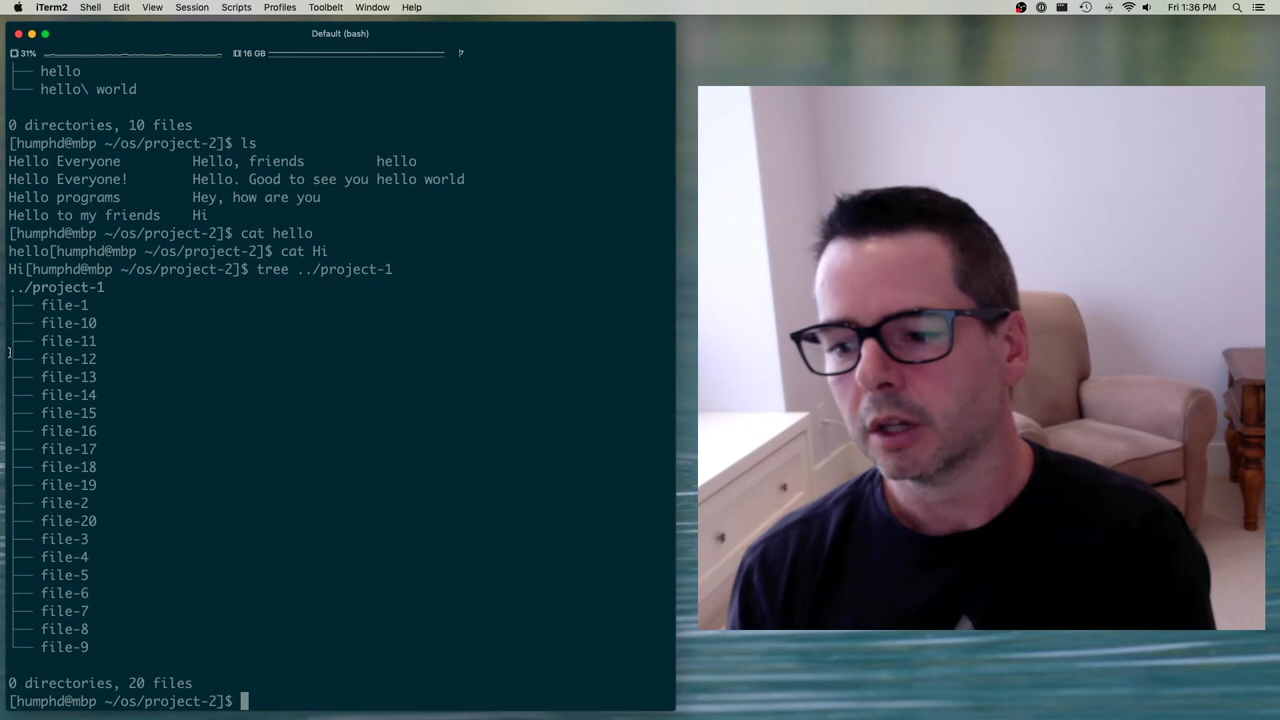 iTerm2 Shell Edit View Session Scripts Profiles Toolbelt Window Help Fri 1:36 PM
Default (bash)
31% 16 GB
├── hello
└── hello\ world
0 directories, 10 files
[humphd@mbp ~/os/project-2]$ ls
Hello Everyone Hello, friends hello
Hello Everyone! Hello. Good to see you hello world
Hello programs Hey, how are you
Hello to my friends Hi
[humphd@mbp ~/os/project-2]$ cat hello
hello[humphd@mbp ~/os/project-2]$ cat Hi
Hi[humphd@mbp ~/os/project-2]$ tree ../project-1
../project-1
├── file-1
├── file-10
├── file-11
├── file-12
├── file-13
├── file-14
├── file-15
├── file-16
├── file-17
├── file-18
├── file-19
├── file-2
├── file-20
├── file-3
├── file-4
├── file-5
├── file-6
├── file-7
├── file-8
└── file-9
0 directories, 20 files
[humphd@mbp ~/os/project-2]$